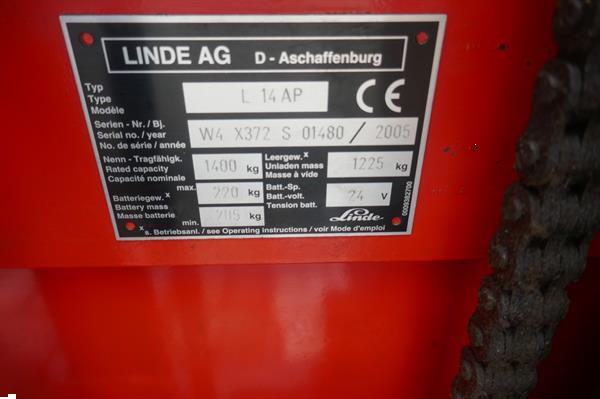 LINDE AG D - Aschaffenburg
Typ
Type
Modèle
L 14 AP
CE
Serien - Nr./ Bj.
Serial no. / year
No. de série / année
W4 X372 S 01480 / 2005
Nenn - Tragfähigk.
Rated capacity
Capacité nominale
1400 kg
Leergew. x
Unladen mass
Masse à vide
1225 kg
Batteriegew. x
Battery mass
Masse batterie
max. 220 kg
min. kg
Batt.-Sp.
Batt.-volt.
Tension batt.
24 V
Linde
0009382700
x s. Betriebsanl. / see Operating instructions / voir Mode d'emploi